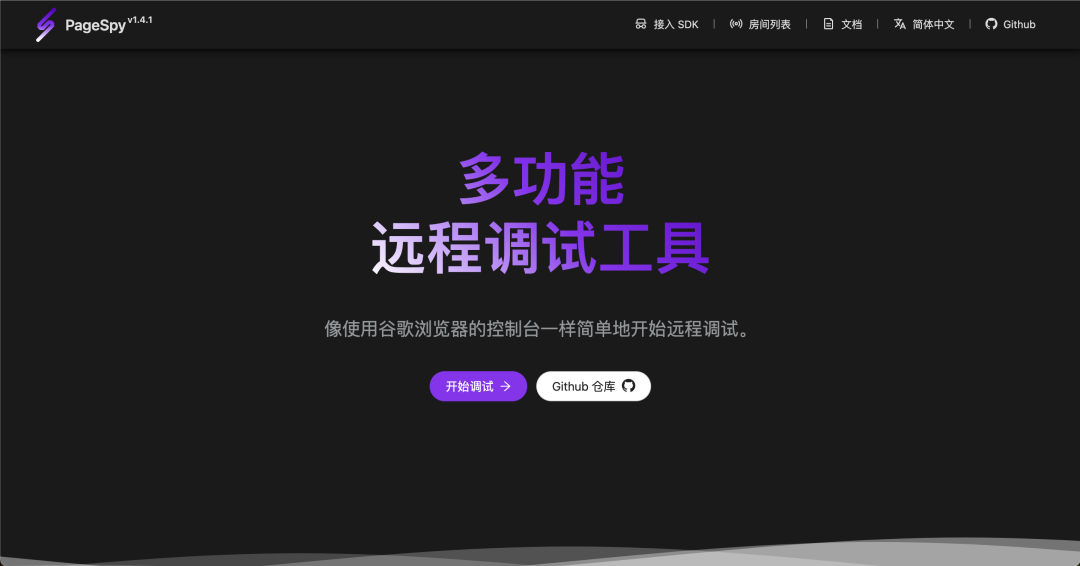 PageSpy v1.4.1
接入 SDK | 房间列表 | 文档 | 简体中文 | Github
多功能
远程调试工具
像使用谷歌浏览器的控制台一样简单地开始远程调试。
开始调试 → Github 仓库